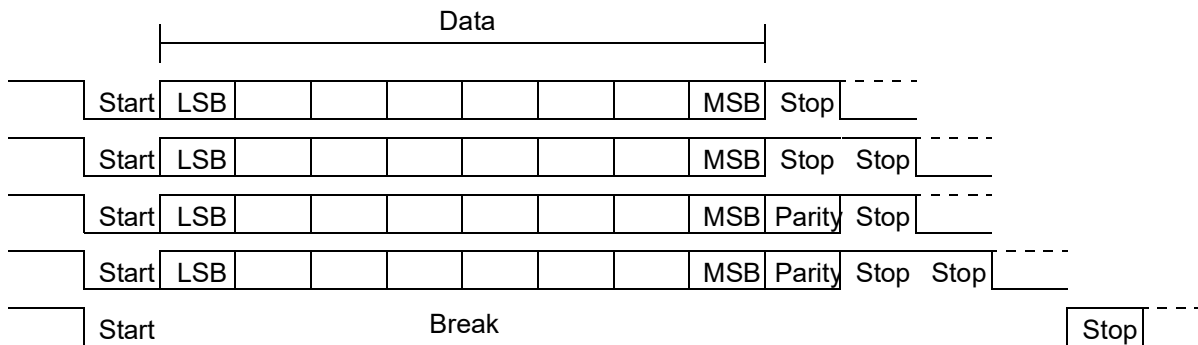 Data
Start LSB MSB Stop
Start LSB MSB Stop Stop
Start LSB MSB Parity Stop
Start LSB MSB Parity Stop Stop
Start Break Stop